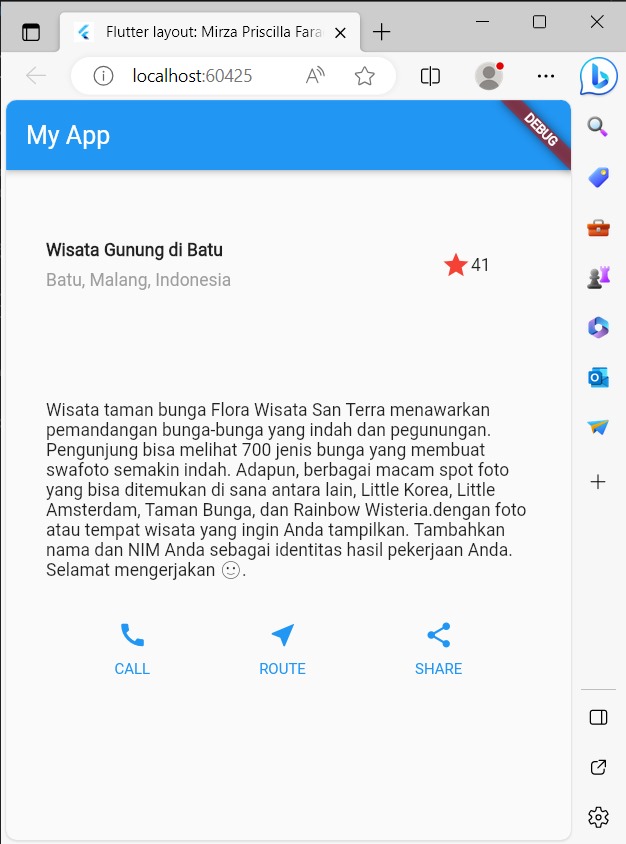 Flutter layout: Mirza Priscilla Fara
localhost:60425
My App
DEBUG
Wisata Gunung di Batu
41
Batu, Malang, Indonesia
Wisata taman bunga Flora Wisata San Terra menawarkan
pemandangan bunga-bunga yang indah dan pegunungan.
Pengunjung bisa melihat 700 jenis bunga yang membuat
swafoto semakin indah. Adapun, berbagai macam spot foto
yang bisa ditemukan di sana antara lain, Little Korea, Little
Amsterdam, Taman Bunga, dan Rainbow Wisteria.dengan foto
atau tempat wisata yang ingin Anda tampilkan. Tambahkan
nama dan NIM Anda sebagai identitas hasil pekerjaan Anda.
Selamat mengerjakan 🙂.
CALL
ROUTE
SHARE